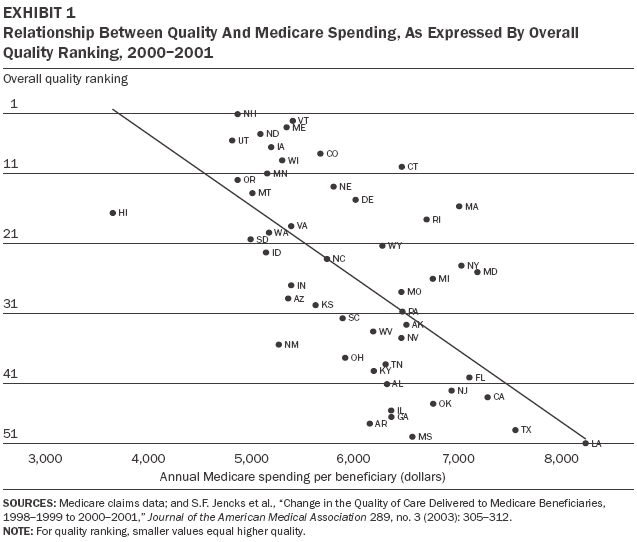 EXHIBIT 1
Relationship Between Quality And Medicare Spending, As Expressed By Overall
Quality Ranking, 2000–2001
Overall quality ranking
1
NH
VT
ME
ND
UT
IA
CO
WI
CT
11
MN
OR
NE
MT
DE
MA
HI
RI
VA
WA
21
SD
WY
ID
NC
NY
MD
MI
IN
MO
AZ
KS
31
PA
SC
AK
WV
NV
NM
OH
TN
KY
FL
41
AL
NJ
CA
OK
IL
GA
AR
TX
MS
51
LA
3,000 4,000 5,000 6,000 7,000 8,000
Annual Medicare spending per beneficiary (dollars)
SOURCES: Medicare claims data; and S.F. Jencks et al., “Change in the Quality of Care Delivered to Medicare Beneficiaries,
1998–1999 to 2000–2001,” Journal of the American Medical Association 289, no. 3 (2003): 305–312.
NOTE: For quality ranking, smaller values equal higher quality.